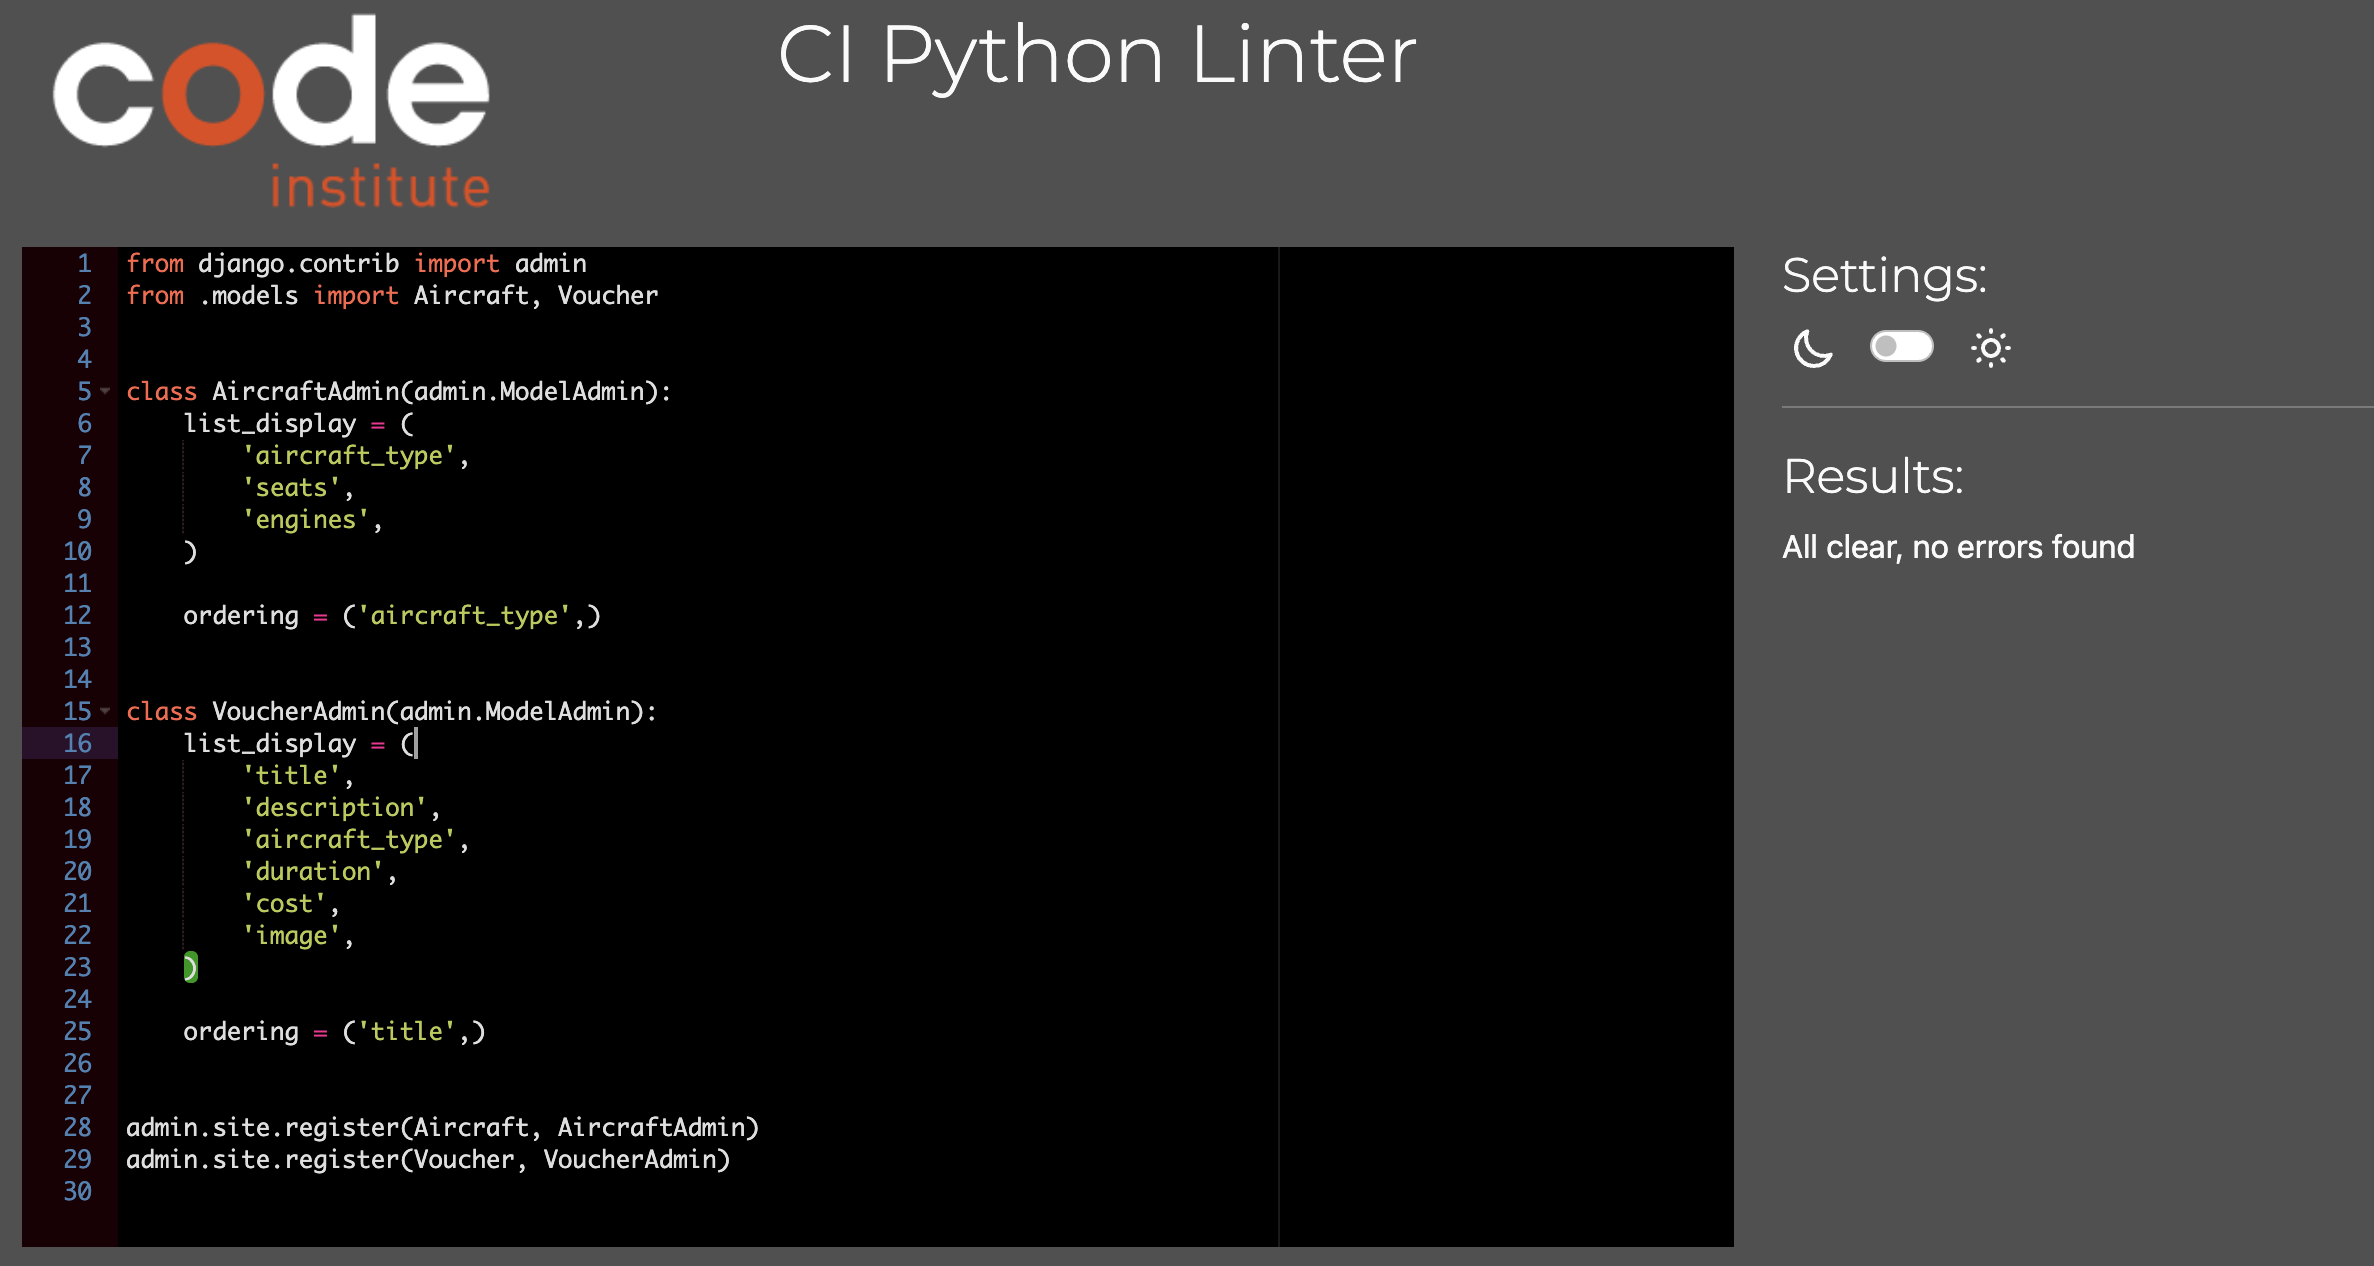 code
institute
CI Python Linter
1 from django.contrib import admin
2 from .models import Aircraft, Voucher
3
4
5 class AircraftAdmin(admin.ModelAdmin):
6     list_display = (
7         'aircraft_type',
8         'seats',
9         'engines',
10     )
11
12     ordering = ('aircraft_type',)
13
14
15 class VoucherAdmin(admin.ModelAdmin):
16     list_display = (
17         'title',
18         'description',
19         'aircraft_type',
20         'duration',
21         'cost',
22         'image',
23     )
24
25     ordering = ('title',)
26
27
28 admin.site.register(Aircraft, AircraftAdmin)
29 admin.site.register(Voucher, VoucherAdmin)
30
Settings:
Results:
All clear, no errors found